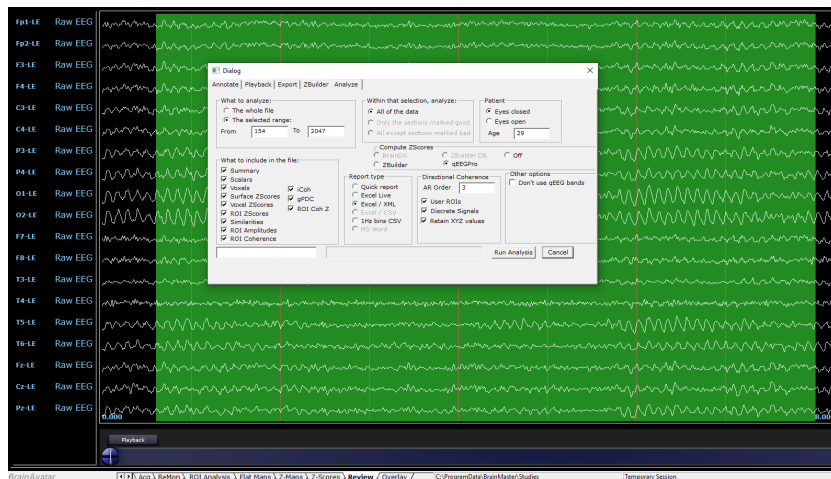 Fp1-LE Raw EEG
Fp2-LE Raw EEG
F3-LE Raw EEG
F4-LE Raw EEG
C3-LE Raw EEG
C4-LE Raw EEG
P3-LE Raw EEG
P4-LE Raw EEG
O1-LE Raw EEG
O2-LE Raw EEG
F7-LE Raw EEG
F8-LE Raw EEG
T3-LE Raw EEG
T4-LE Raw EEG
T5-LE Raw EEG
T6-LE Raw EEG
Fz-LE Raw EEG
Cz-LE Raw EEG
Pz-LE Raw EEG
0.000 8.000
Dialog
Annotate Playback Export ZBuilder Analyze
What to analyze:
The whole file
The selected range:
From 154 To 2047
Within that selection, analyze:
All of the data
Only the sections marked good
All except sections marked bad
Patient
Eyes closed
Eyes open
Age 29
Compute ZScores
BrainDX ZBuilder DB Off
ZBuilder qEEGPro
What to include in the file:
Summary
Scalars
Voxels
Surface ZScores
Voxel ZScores
ROI ZScores
Similarities
ROI Amplitudes
ROI Coherence
iCoh
gPDC
ROI Coh Z
Report type
Quick report
Excel Live
Excel / XML
Excel / CSV
1Hz bins CSV
MS Word
Directional Coherence
AR Order 3
User ROIs
Discrete Signals
Retain XYZ values
Other options
Don't use qEEG bands
Run Analysis Cancel
Playback
BrainAvatar Acq ReMon ROI Analysis Flat Maps Z-Maps Z-Scores Review Overlay C:\ProgramData\BrainMaster\Studies Temporary Session